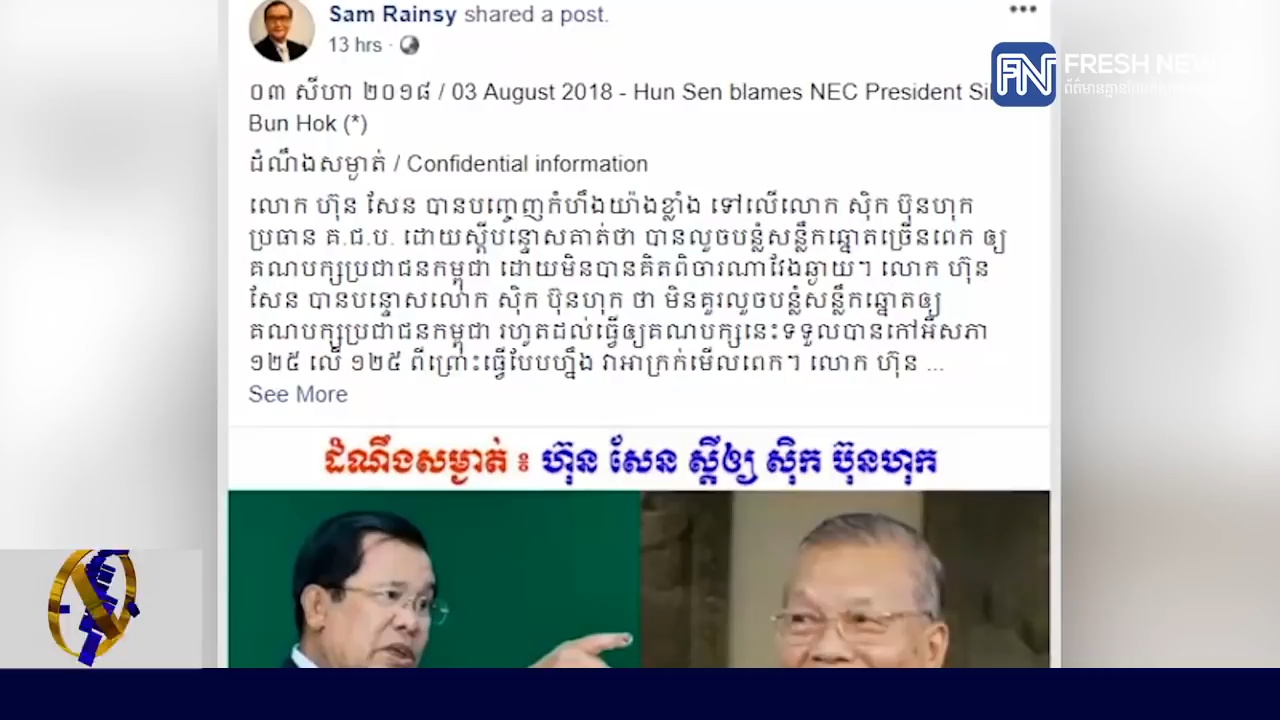 Sam Rainsy shared a post.
13 hrs ·
FRESH NEW
០៣ សីហា ២០១៨ / 03 August 2018 - Hun Sen blames NEC President
Bun Hok (*)
ដំណឹងសម្ងាត់ / Confidential information
លោក ហ៊ុន សែន បានបញ្ចេញកំហឹងយ៉ាងខ្លាំង ទៅលើលោក ស៊ិក ប៊ុនហុក
ប្រធាន គ.ជ.ប. ដោយស្តីបន្ទោសគាត់ថា បានលួចបន្លំសន្លឹកឆ្នោតច្រើនពេក ឲ្យ
គណបក្សប្រជាជនកម្ពុជា ដោយមិនបានគិតពិចារណាវែងឆ្ងាយ។ លោក ហ៊ុន
សែន បានបន្ទោសលោក ស៊ិក ប៊ុនហុក ថា មិនគួរលួចបន្លំសន្លឹកឆ្នោតឲ្យ
គណបក្សប្រជាជនកម្ពុជា រហូតដល់ធ្វើឲ្យគណបក្សនេះទទួលបានកៅអីសភា
១២៥ លើ ១២៥ ពីព្រោះធ្វើបែបហ្នឹង វាអាក្រក់មើលពេក។ លោក ហ៊ុន ...
See More
ដំណឹងសម្ងាត់ ៖ ហ៊ុន សែន ស្តីឲ្យ ស៊ិក ប៊ុនហុក